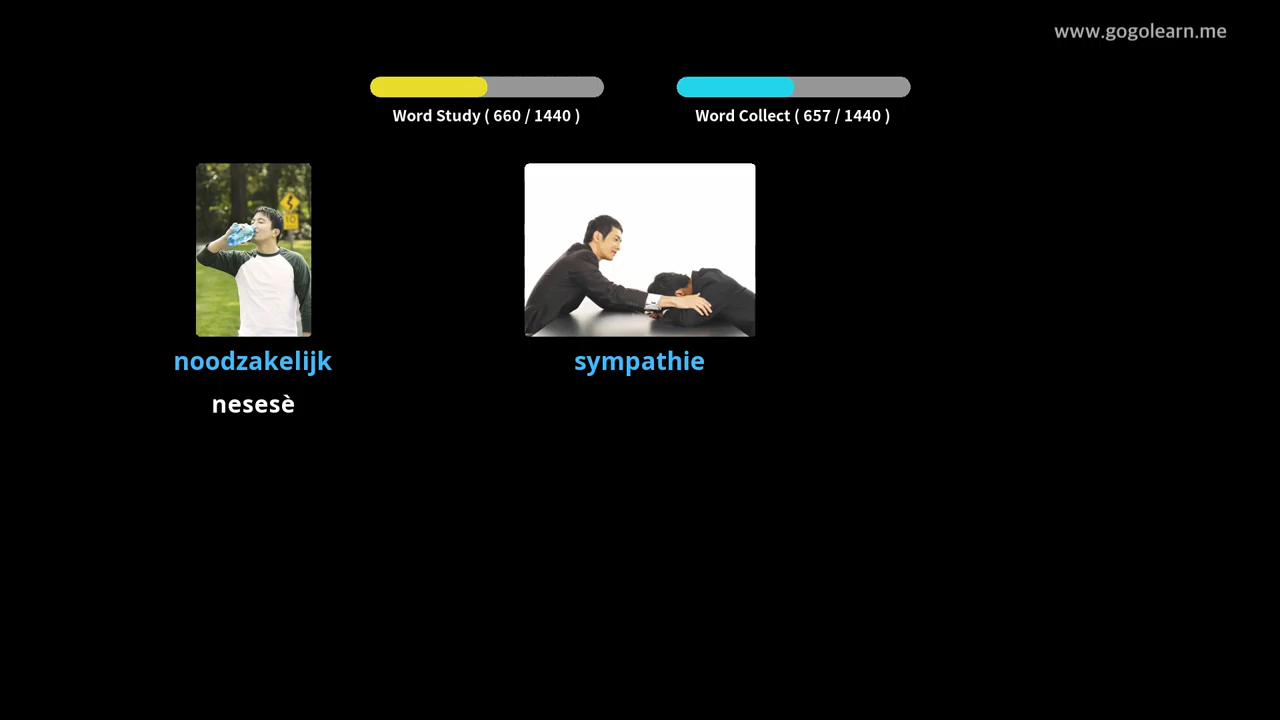 www.gogolearn.me
Word Study ( 660 / 1440 )
Word Collect ( 657 / 1440 )
noodzakelijk
sympathie
nesesè